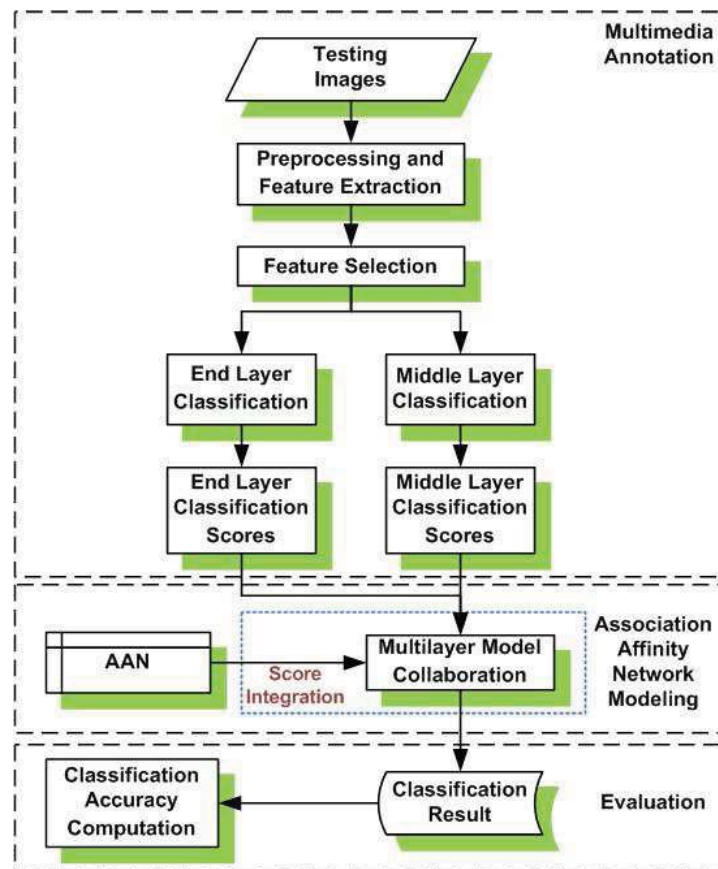 Testing
Images
Multimedia
Annotation
Preprocessing and
Feature Extraction
Feature Selection
End Layer
Classification
Middle Layer
Classification
End Layer
Classification
Scores
Middle Layer
Classification
Scores
AAN
Score
Integration
Multilayer Model
Collaboration
Association
Affinity
Network
Modeling
Classification
Accuracy
Computation
Classification
Result
Evaluation